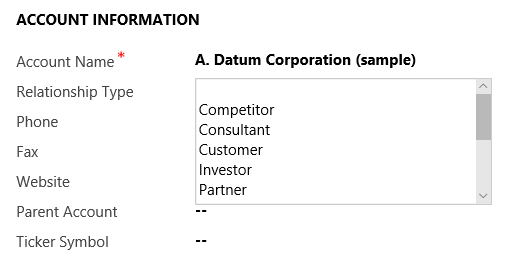 ACCOUNT INFORMATION
Account Name * A. Datum Corporation (sample)
Relationship Type
Competitor
Phone
Consultant
Customer
Fax
Investor
Website
Partner
Parent Account --
Ticker Symbol --